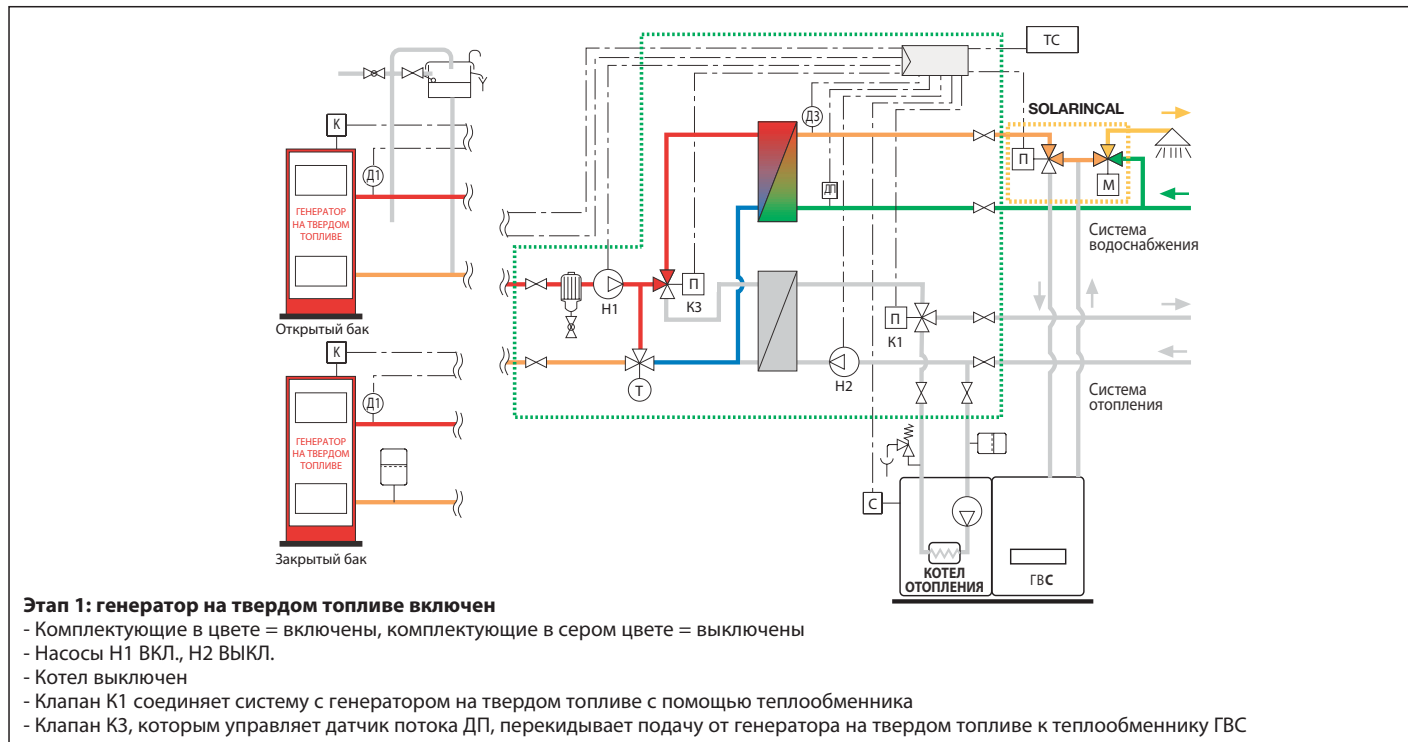 ТС
SOLARINCAL
К
Д3
Д1
П
ДП
М
ГЕНЕРАТОР
НА ТВЕРДОМ
ТОПЛИВЕ
Система
водоснабжения
П
Н1
К3
П
К1
Открытый бак
К
Н2
Т
Система
отопления
Д1
ГЕНЕРАТОР
НА ТВЕРДОМ
ТОПЛИВЕ
С
Закрытый бак
КОТЕЛ
ОТОПЛЕНИЯ
ГВС
Этап 1: генератор на твердом топливе включен
- Комплектующие в цвете = включены, комплектующие в сером цвете = выключены
- Насосы Н1 ВКЛ., Н2 ВЫКЛ.
- Котел выключен
- Клапан К1 соединяет систему с генератором на твердом топливе с помощью теплообменника
- Клапан К3, которым управляет датчик потока ДП, перекидывает подачу от генератора на твердом топливе к теплообменнику ГВС